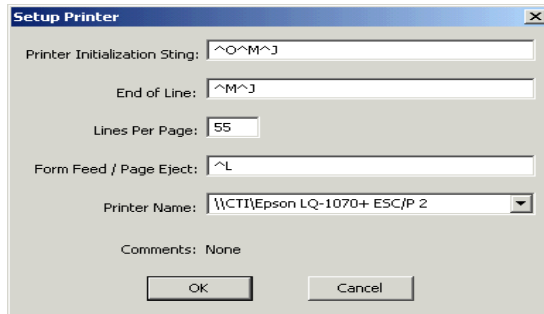 Setup Printer
Printer Initialization Sting: ^O^M^J
End of Line: ^M^J
Lines Per Page: 55
Form Feed / Page Eject: ^L
Printer Name: \\CTI\Epson LQ-1070+ ESC/P 2
Comments: None
OK Cancel